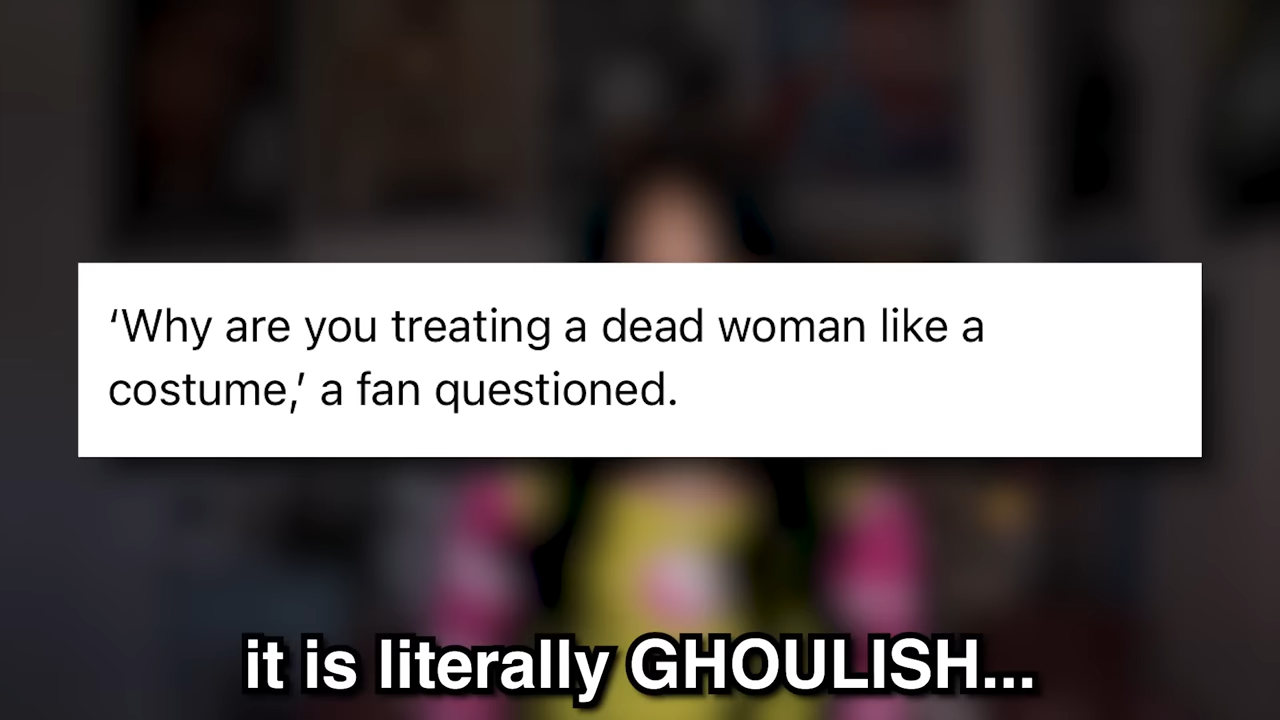 ‘Why are you treating a dead woman like a
costume,’ a fan questioned.
it is literally GHOULISH...